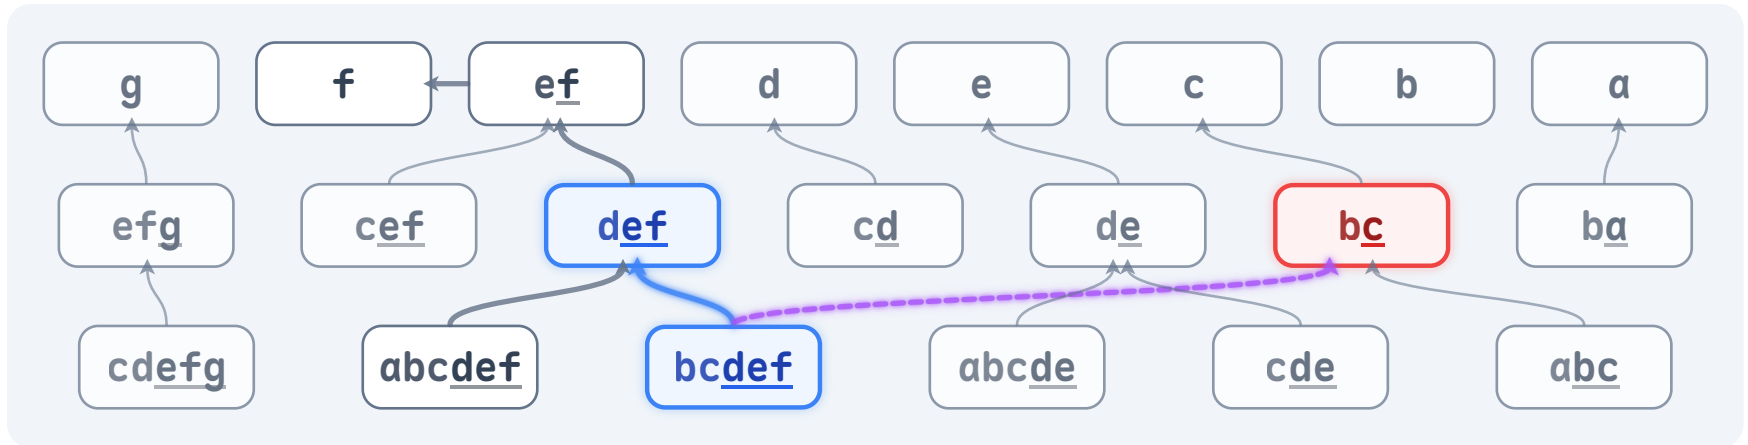 g f ef d e c b a
efg cef def cd de bc ba
cdefg abcdef bcdef abcde cde abc